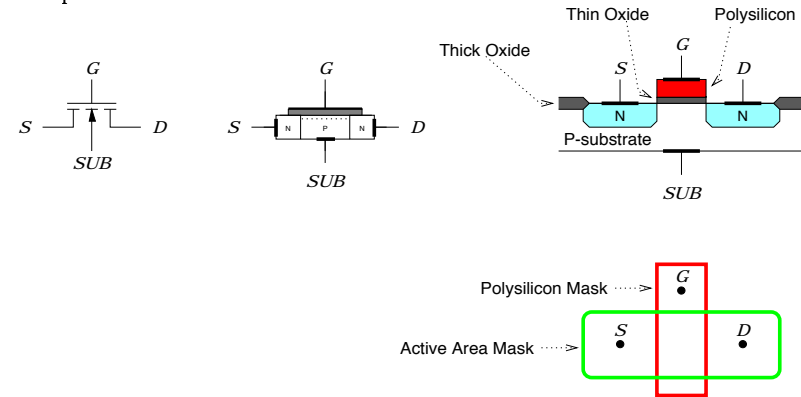 Thin Oxide
Polysilicon
Thick Oxide
G
S
D
SUB
G
S
N
P
N
D
SUB
G
S
D
N
N
P-substrate
SUB
Polysilicon Mask
G
Active Area Mask
S
D